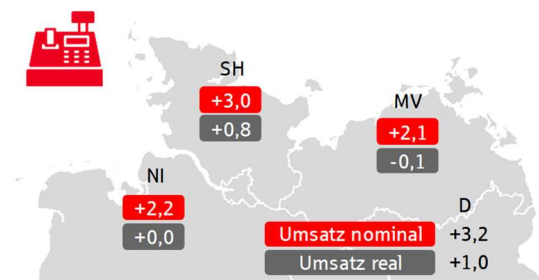 SH
+3,0
+0,8
MV
+2,1
-0,1
NI
+2,2
+0,0
D
Umsatz nominal +3,2
Umsatz real +1,0